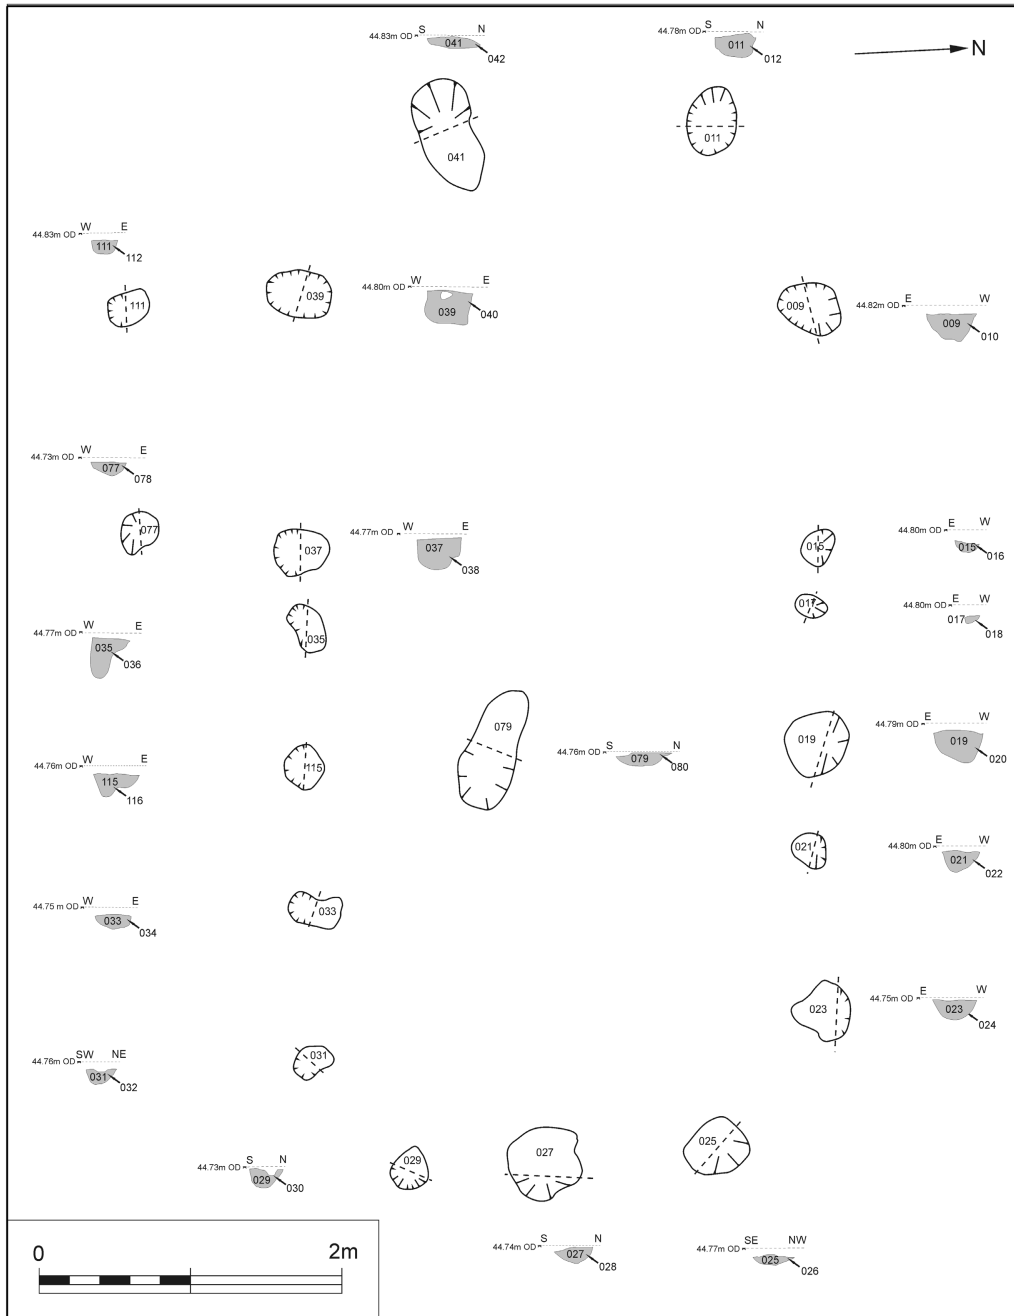 44.83m OD S N
041
042
44.78m OD S N
011
012
N
041
011
44.83m OD W E
111
112
111
039
44.80m OD W E
039
040
009
44.82m OD E W
009
010
44.73m OD W E
077
078
077
037
44.77m OD W E
037
038
015
44.80m OD E W
015
016
017
44.80m OD E W
017
018
44.77m OD W E
035
036
035
079
44.76m OD S N
079
080
019
44.79m OD E W
019
020
44.76m OD W E
115
116
115
021
44.80m OD E W
021
022
44.75 m OD W E
033
034
033
023
44.75m OD E W
023
024
44.76m OD SW NE
031
032
031
44.73m OD S N
029
030
029
027
025
44.74m OD S N
027
028
44.77m OD SE NW
025
026
0 2m